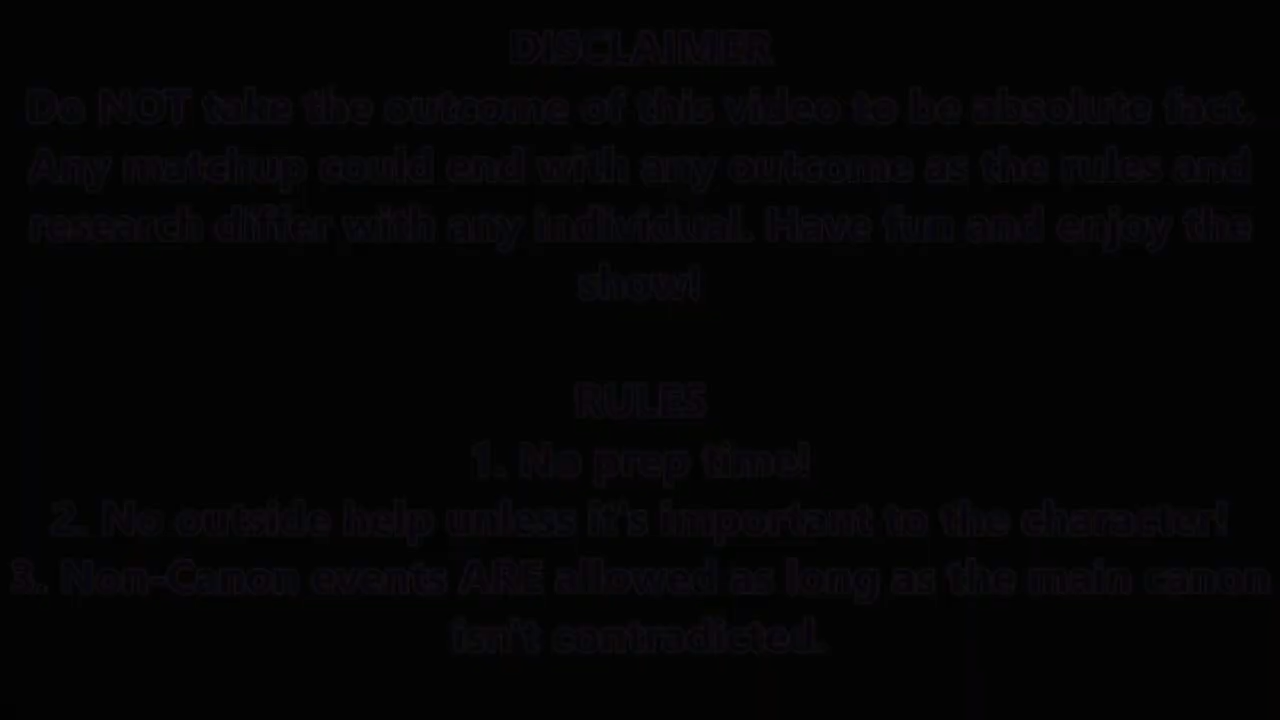 DISCLAIMER
Do NOT take the outcome of this video to be absolute fact.
Any matchup could end with any outcome as the rules and
research differ with any individual. Have fun and enjoy the
show!
RULES
1. No prep time!
2. No outside help unless it's important to the character!
3. Non-Canon events ARE allowed as long as the main canon
isn't contradicted.